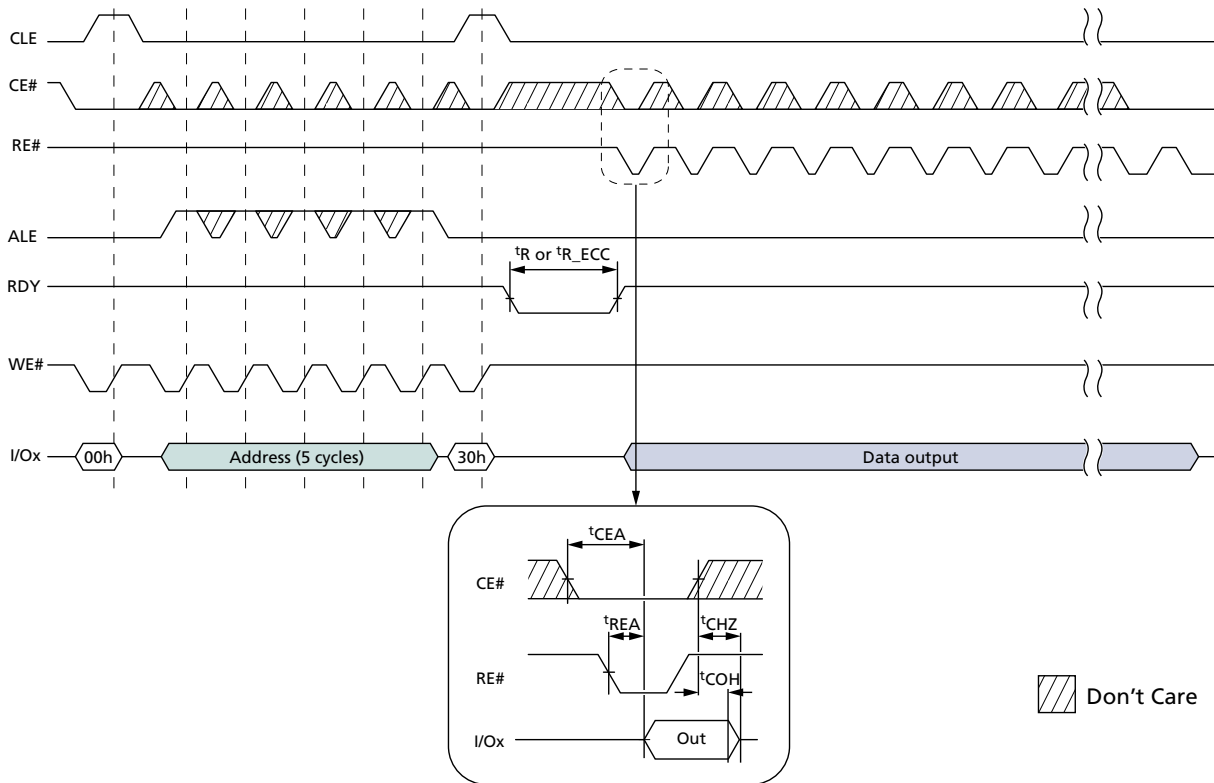 CLE
CE#
RE#
ALE
tR or tR_ECC
RDY
WE#
I/Ox
00h
Address (5 cycles)
30h
Data output
tCEA
CE#
tREA
tCHZ
RE#
tCOH
I/Ox
Out
Don't Care